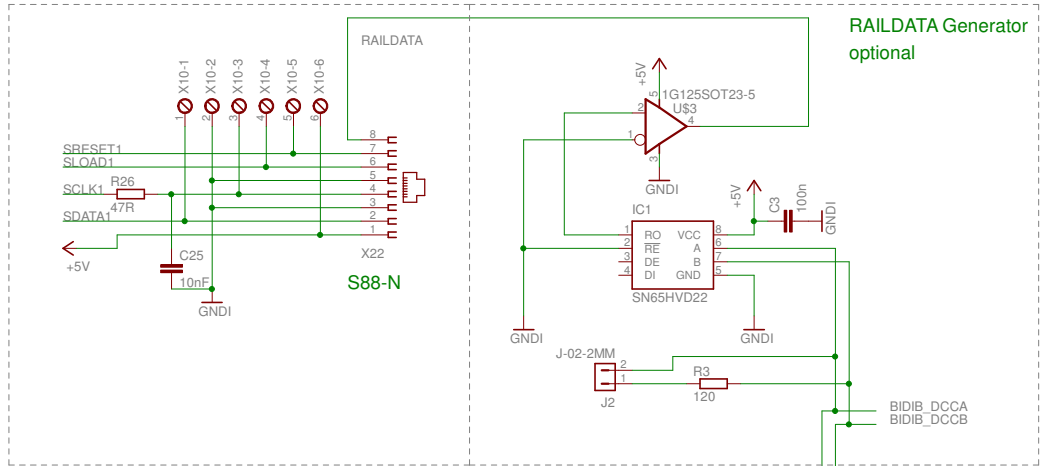 RAILDATA
X10-1
X10-2
X10-3
X10-4
X10-5
X10-6
1
2
3
4
5
6
SRESET1
SLOAD1
SCLK1
R26
47R
SDATA1
+5V
C25
10nF
GNDI
8
7
6
5
4
3
2
1
X22
S88-N
RAILDATA Generator
optional
+5V
5
1G125SOT23-5
U$3
2
1
4
3
GNDI
+5V
C3
100n
GNDI
IC1
1 RO VCC 8
2 RE A 6
3 DE B 7
4 DI GND 5
SN65HVD22
GNDI
GNDI
J-02-2MM
2
1
J2
R3
120
BIDIB_DCCA
BIDIB_DCCB